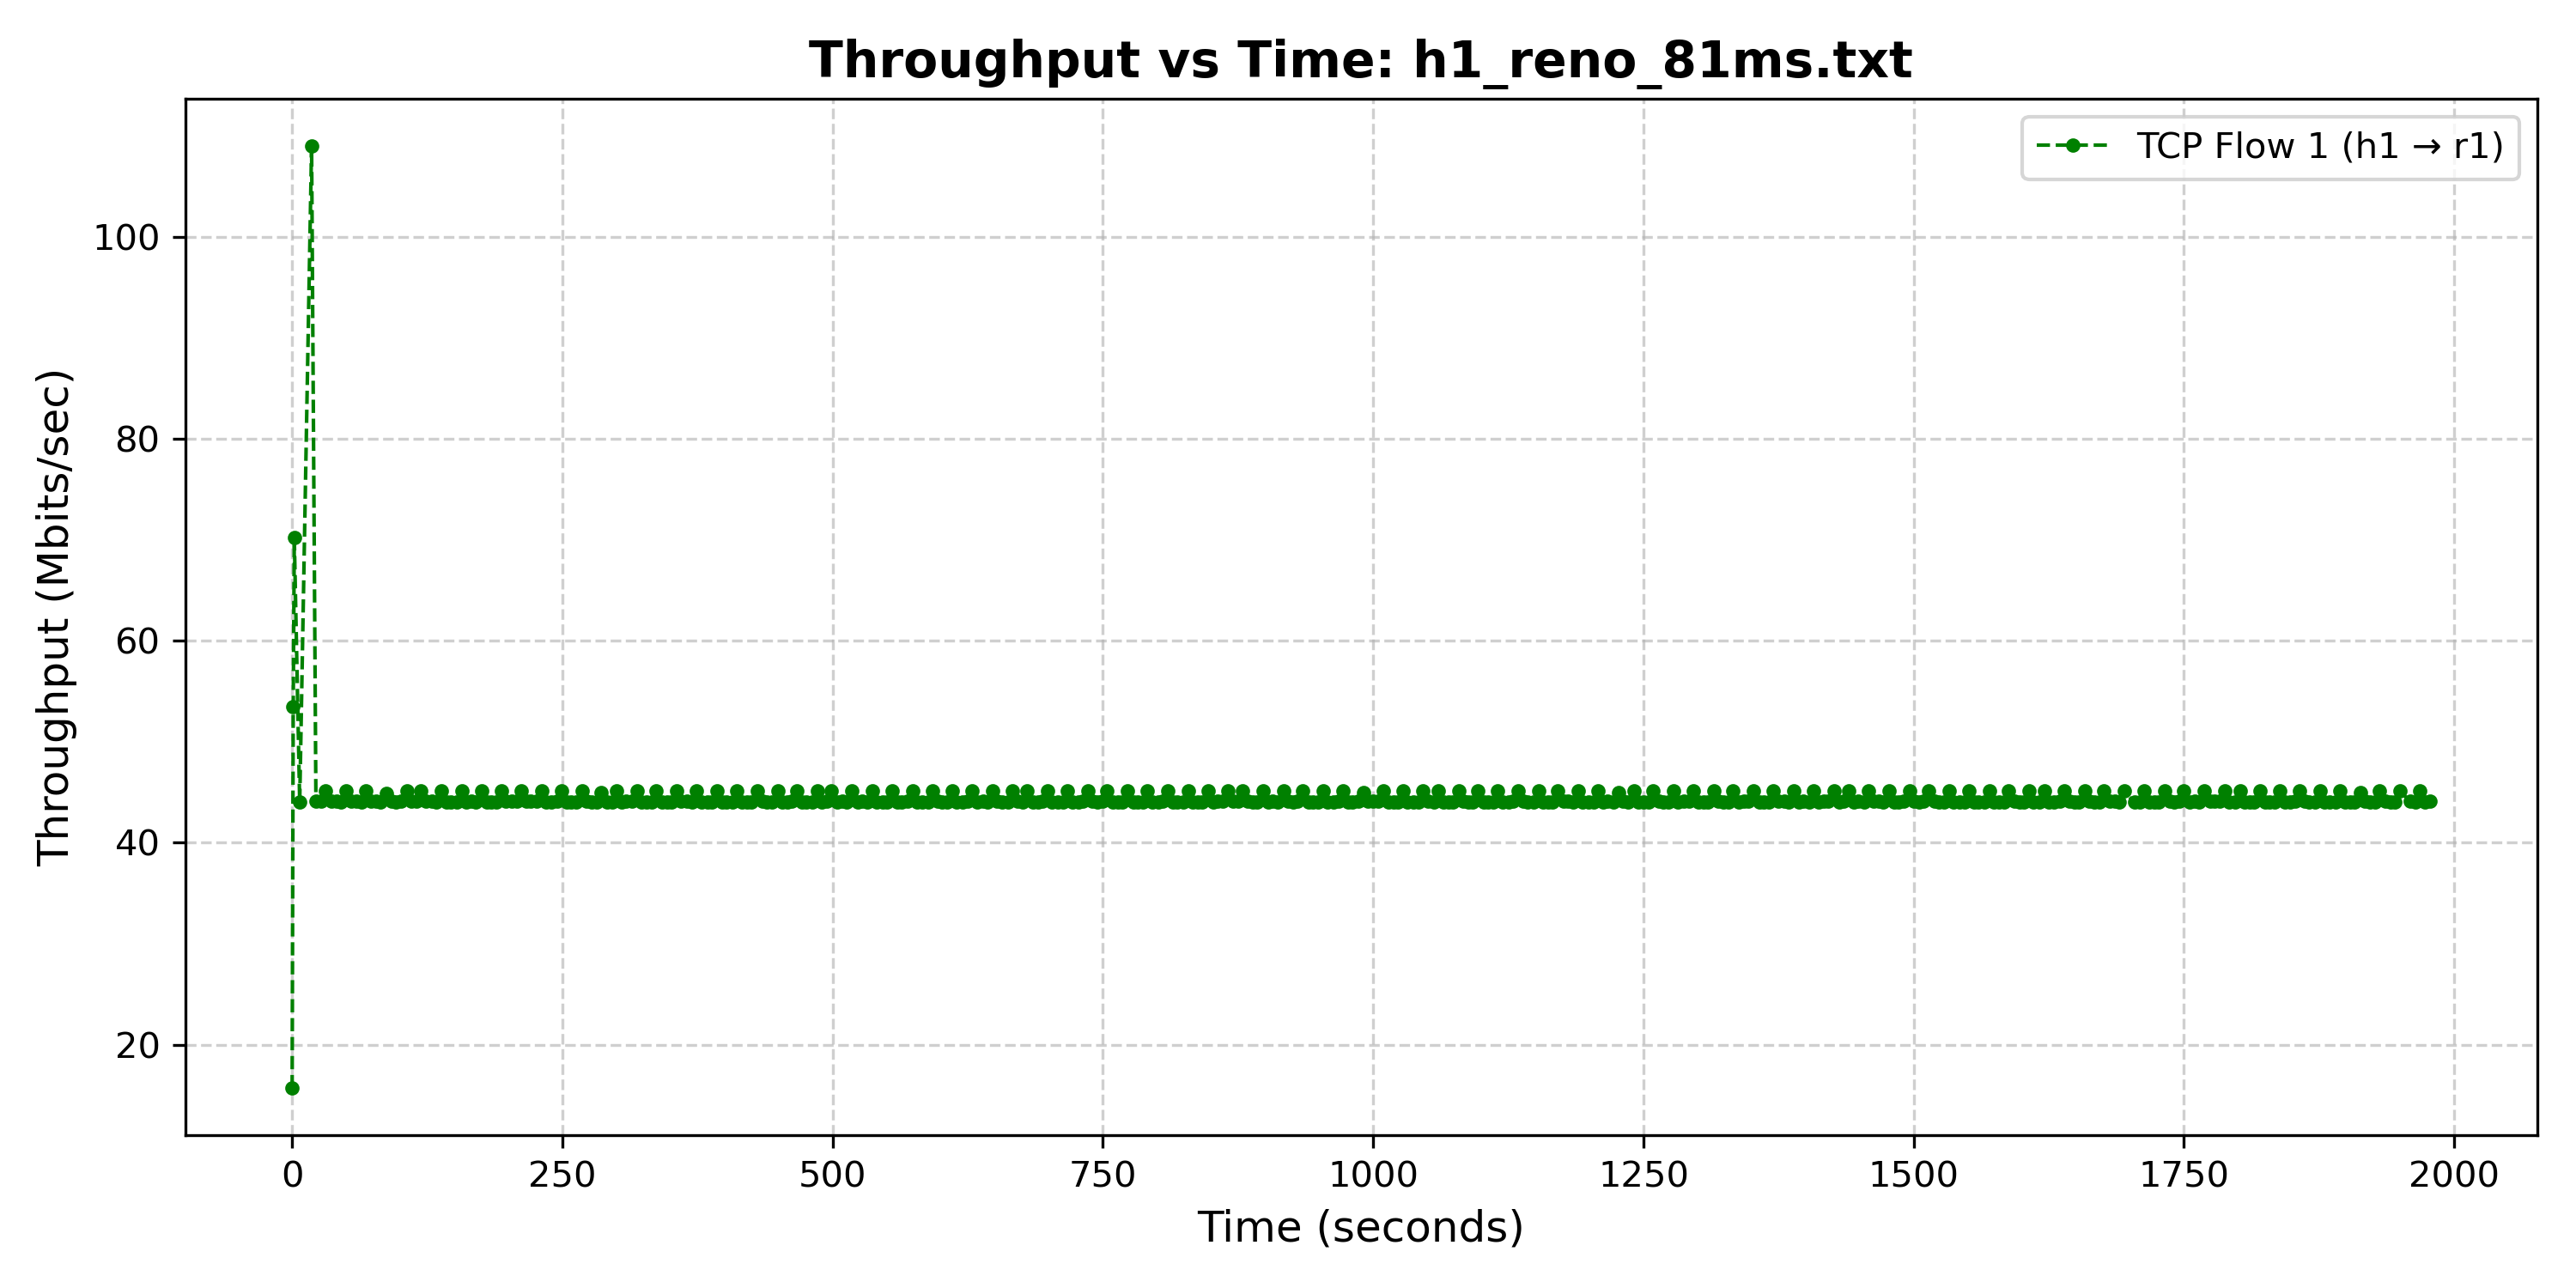 Throughput vs Time: h1_reno_81ms.txt
TCP Flow 1 (h1 → r1)
Throughput (Mbits/sec)
100
80
60
40
20
0 250 500 750 1000 1250 1500 1750 2000
Time (seconds)